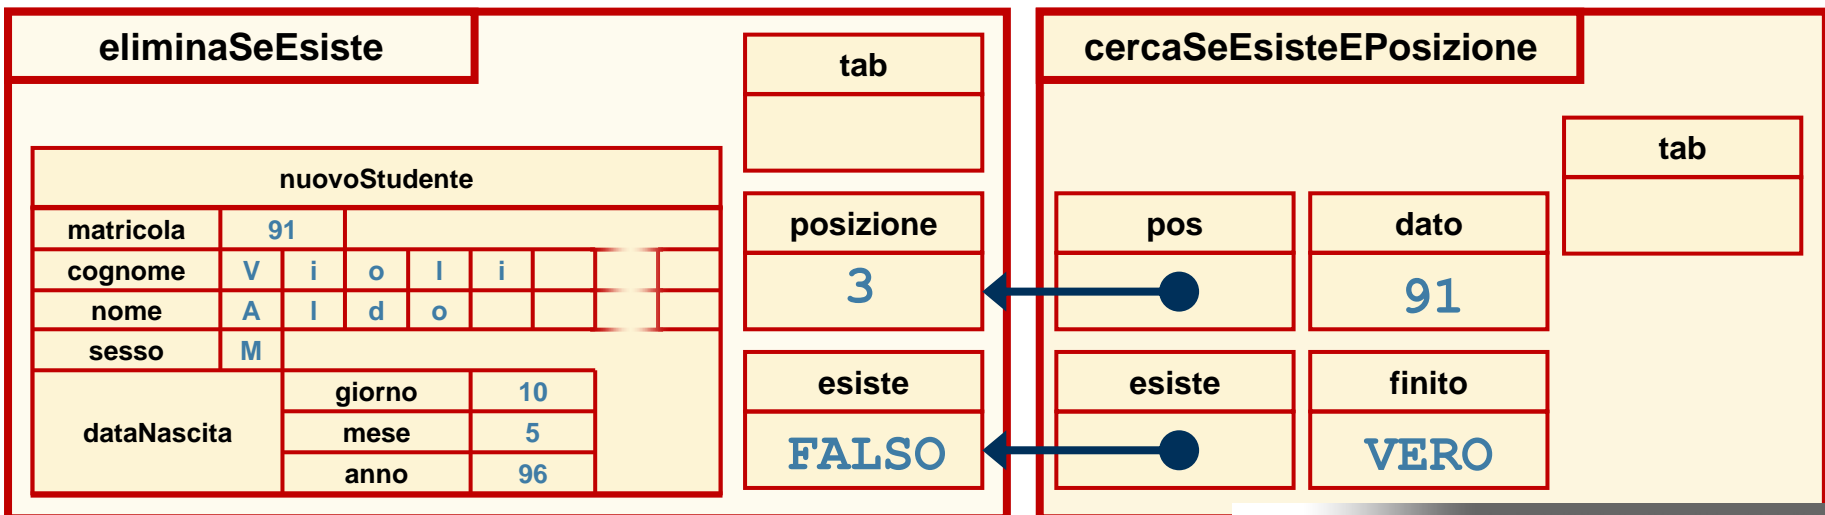 eliminaSeEsiste
tab
nuovoStudente
matricola 91
cognome V i o l i
nome A l d o
sesso M
dataNascita
giorno 10
mese 5
anno 96
posizione
3
esiste
FALSO
cercaSeEsisteEPosizione
tab
pos
dato
91
esiste
finito
VERO